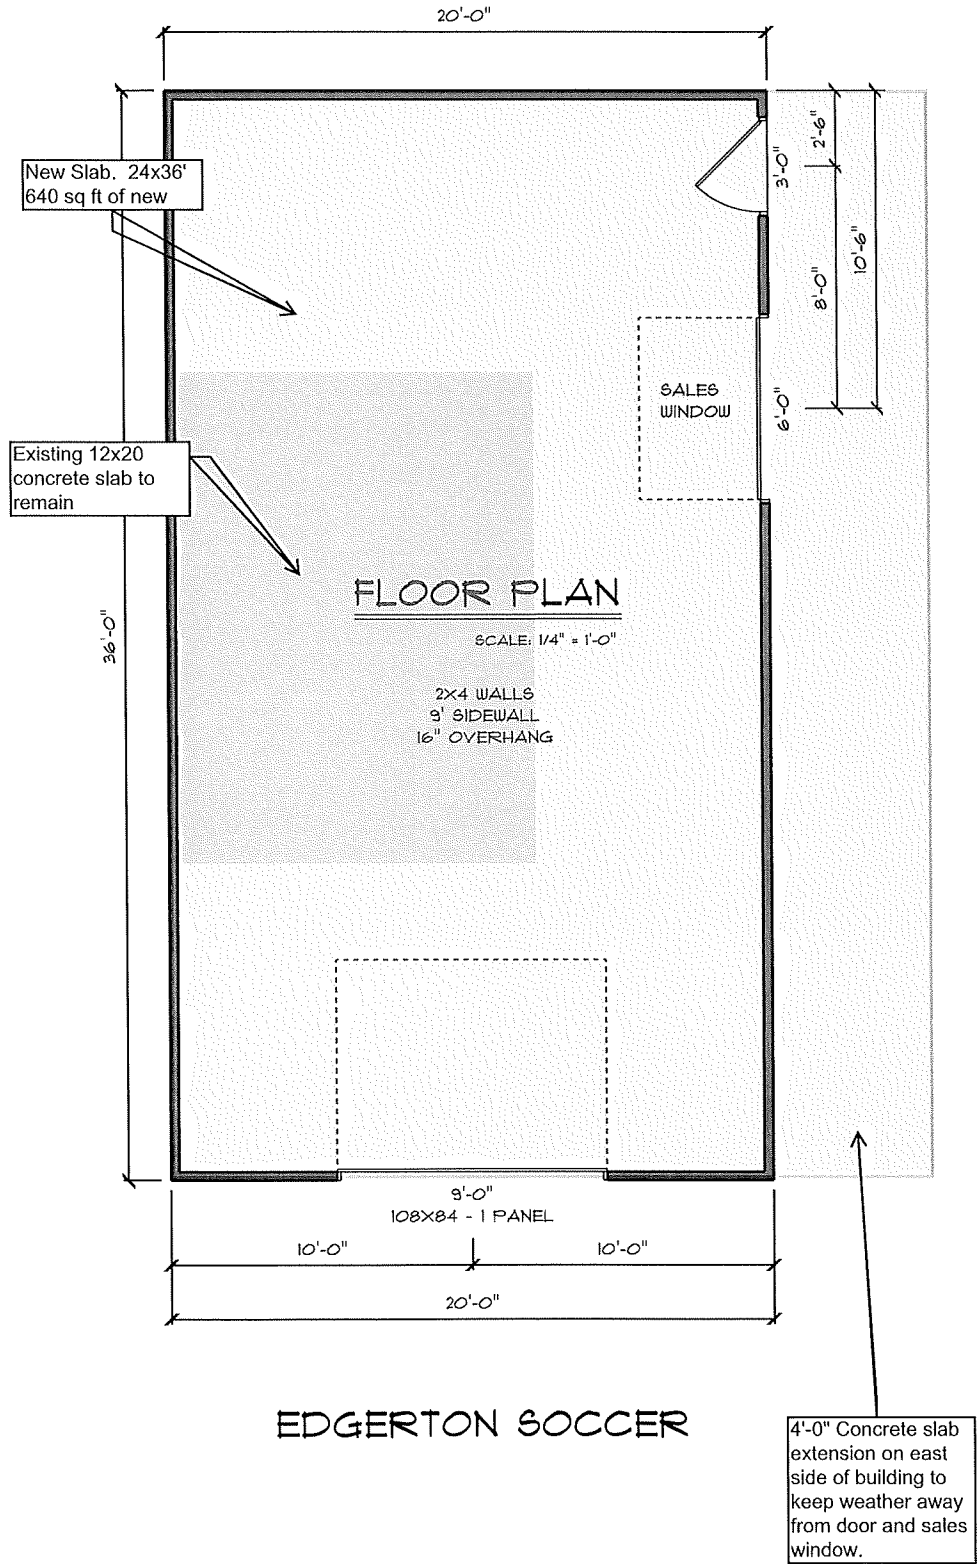 20'-0"
New Slab. 24x36'
640 sq ft of new
2'-6"
3'-0"
10'-6"
8'-0"
SALES
WINDOW
6'-0"
Existing 12x20
concrete slab to
remain
FLOOR PLAN
SCALE: 1/4" = 1'-0"
36'-0"
2X4 WALLS
9' SIDEWALL
16" OVERHANG
9'-0"
108X84 - 1 PANEL
10'-0"
10'-0"
20'-0"
EDGERTON SOCCER
4'-0" Concrete slab
extension on east
side of building to
keep weather away
from door and sales
window.